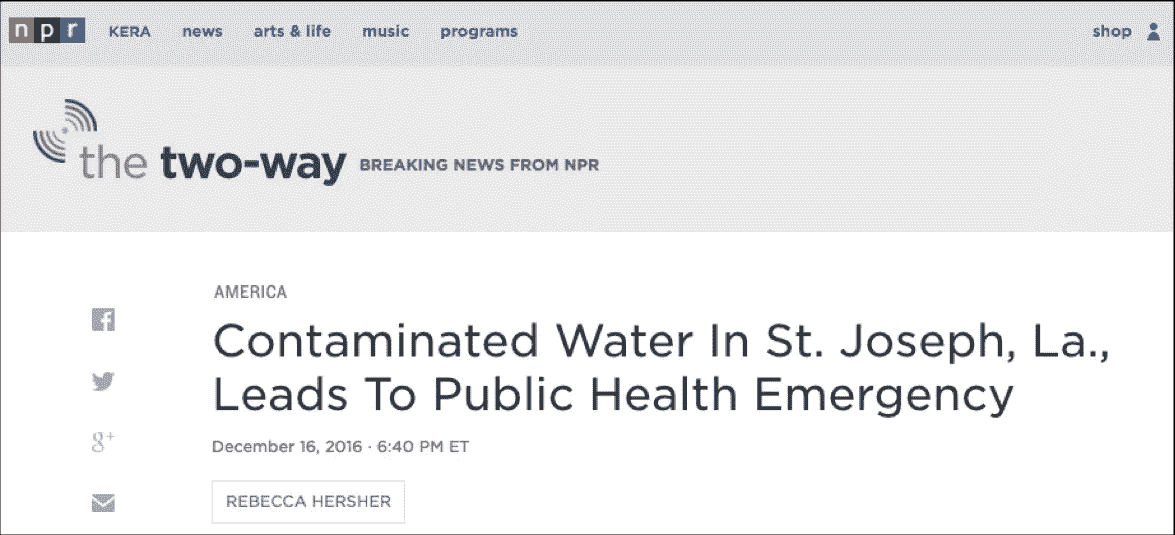 npr KERA news arts & life music programs shop
the two-way BREAKING NEWS FROM NPR
AMERICA
Contaminated Water In St. Joseph, La.,
Leads To Public Health Emergency
December 16, 2016 · 6:40 PM ET
REBECCA HERSHER
f
g+